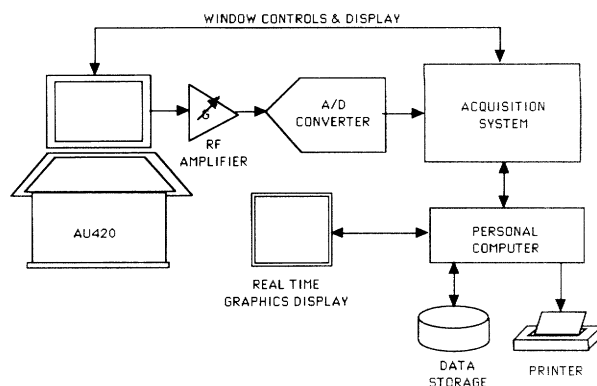 WINDOW CONTROLS & DISPLAY
A/D
CONVERTER
ACQUISITION
SYSTEM
G
RF
AMPLIFIER
AU420
PERSONAL
COMPUTER
REAL TIME
GRAPHICS DISPLAY
DATA
STORAGE
PRINTER